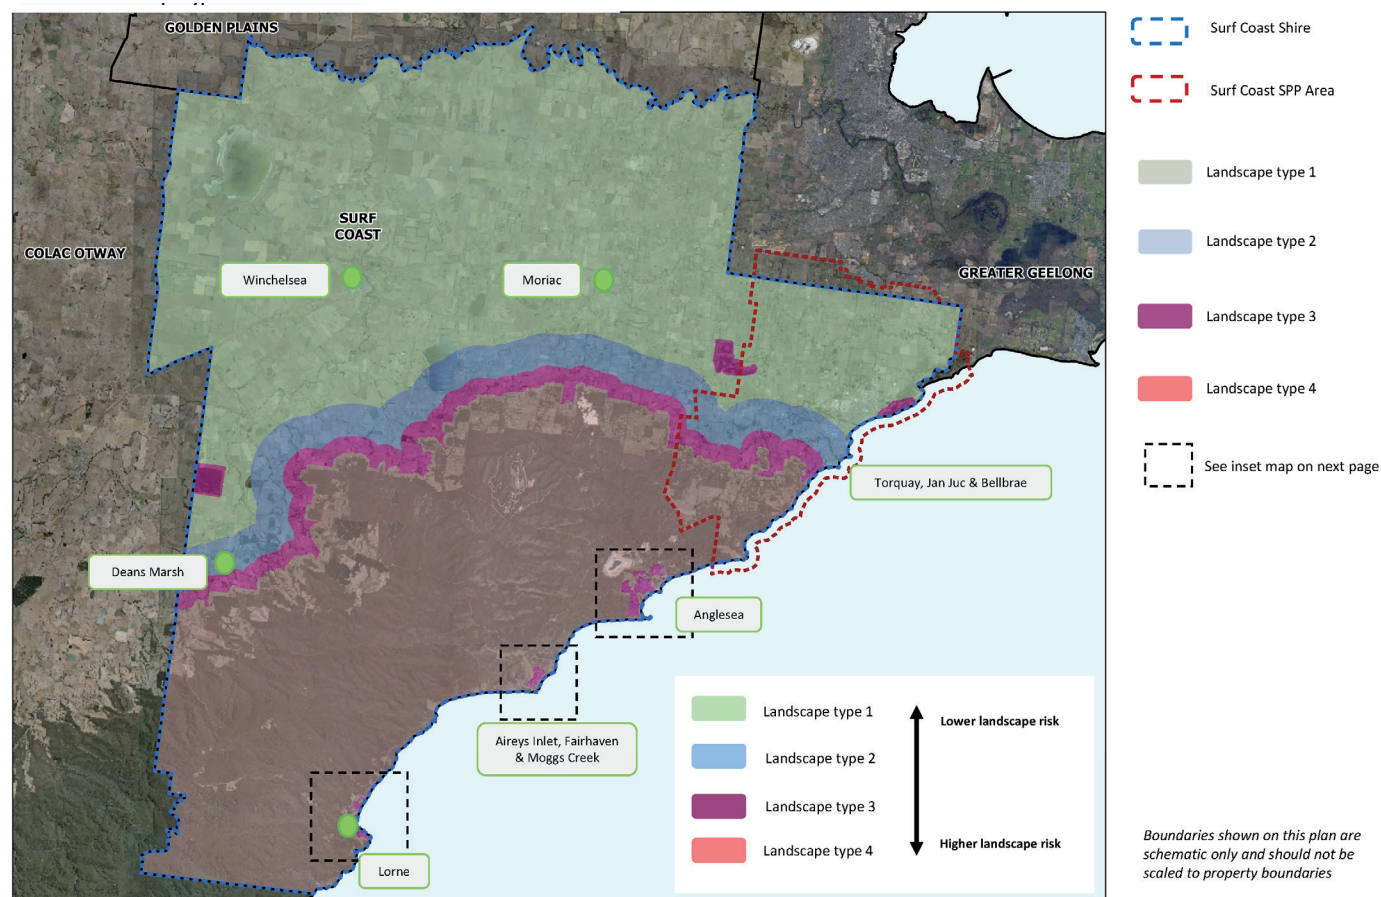 GOLDEN PLAINS
SURF
COAST
COLAC OTWAY
GREATER GEELONG
Winchelsea
Moriac
Torquay, Jan Juc & Bellbrae
Deans Marsh
Anglesea
Aireys Inlet, Fairhaven
& Moggs Creek
Lorne
Landscape type 1
Landscape type 2
Landscape type 3
Landscape type 4
Lower landscape risk
Higher landscape risk
Surf Coast Shire
Surf Coast SPP Area
Landscape type 1
Landscape type 2
Landscape type 3
Landscape type 4
See inset map on next page
Boundaries shown on this plan are
schematic only and should not be
scaled to property boundaries